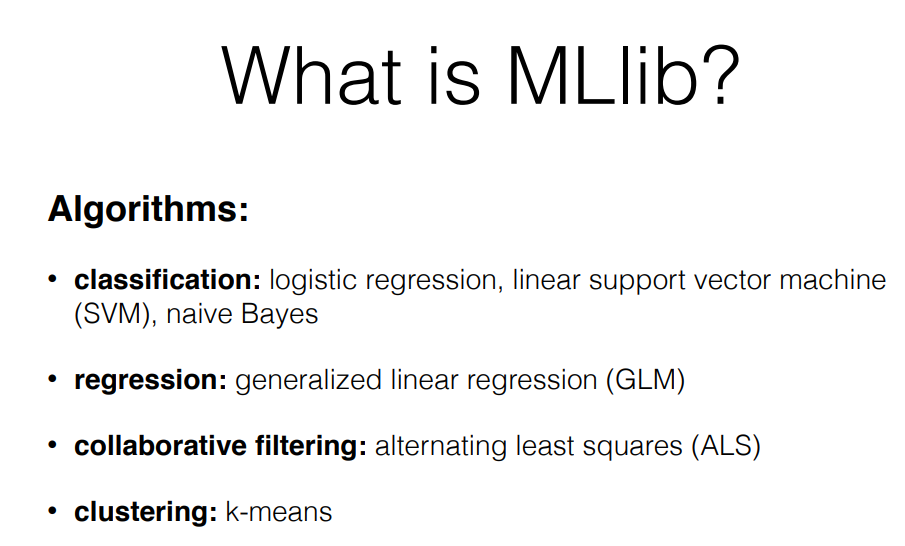 What is MLlib?
Algorithms:
• classification: logistic regression, linear support vector machine
(SVM), naive Bayes
• regression: generalized linear regression (GLM)
• collaborative filtering: alternating least squares (ALS)
• clustering: k-means